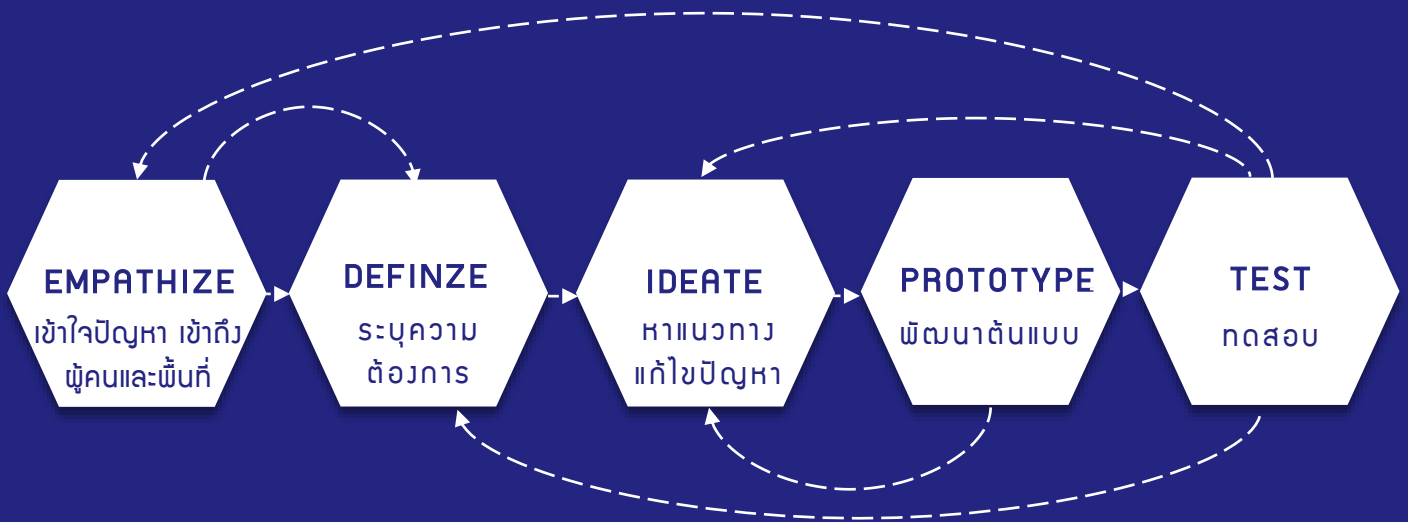 EMPATHIZE
เข้าใจปัญหา เข้าถึง
ผู้คนและพื้นที่
DEFINZE
ระบุความ
ต้องการ
IDEATE
หาแนวทาง
แก้ไขปัญหา
PROTOTYPE
พัฒนาต้นแบบ
TEST
ทดสอบ